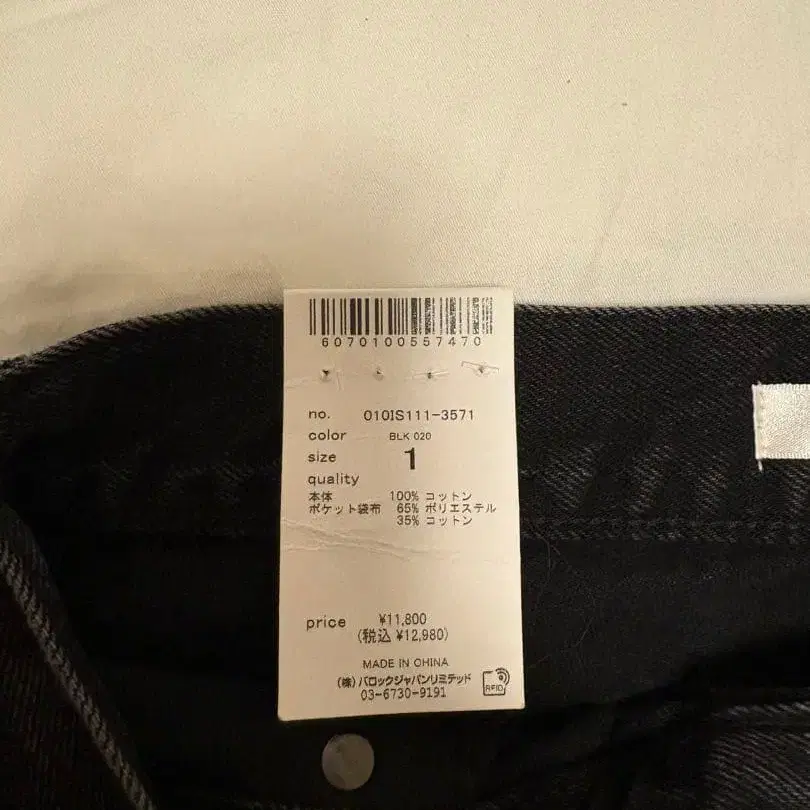 6070100557470
no. 010IS111-3571
color BLK 020
size 1
quality
本体 100% コットン
ポケット袋布 65% ポリエステル
35% コットン
price ¥11,800
(税込 ¥12,980)
MADE IN CHINA
(株)バロックジャパンリミテッド
03-6730-9191
RFID